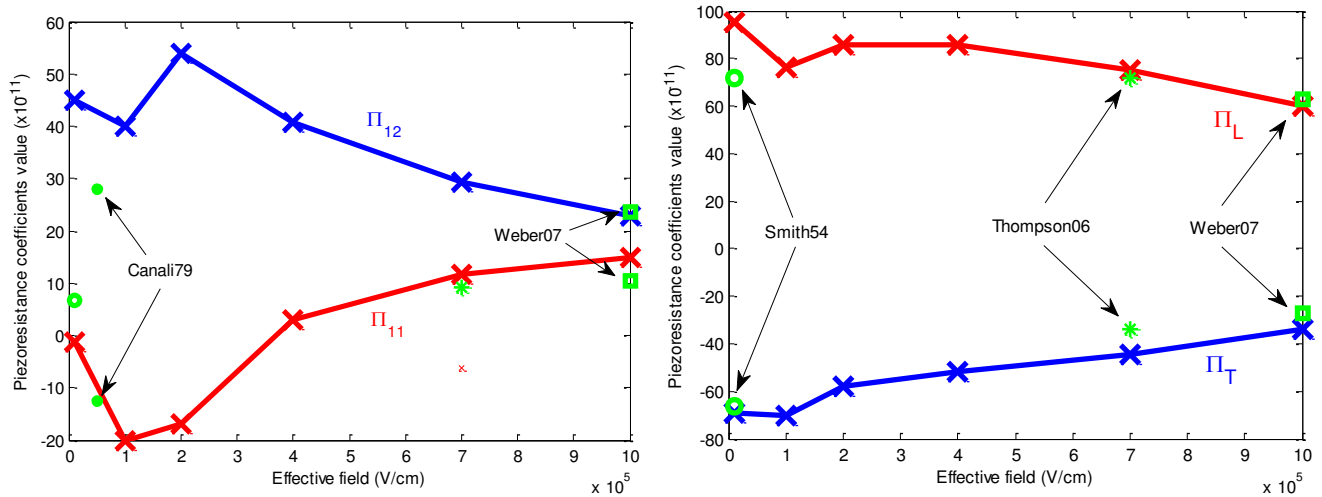 Piezoresistance coefficients value (x10-11)
60
50
40
30
20
10
0
-10
-20
0 1 2 3 4 5 6 7 8 9 10
x 10^5
Effective field (V/cm)
Π12
Π11
Canali79
Weber07
Piezoresistance coefficients value (x10-11)
100
80
60
40
20
0
-20
-40
-60
-80
0 1 2 3 4 5 6 7 8 9 10
x 10^5
Effective field (V/cm)
ΠL
ΠT
Smith54
Thompson06
Weber07